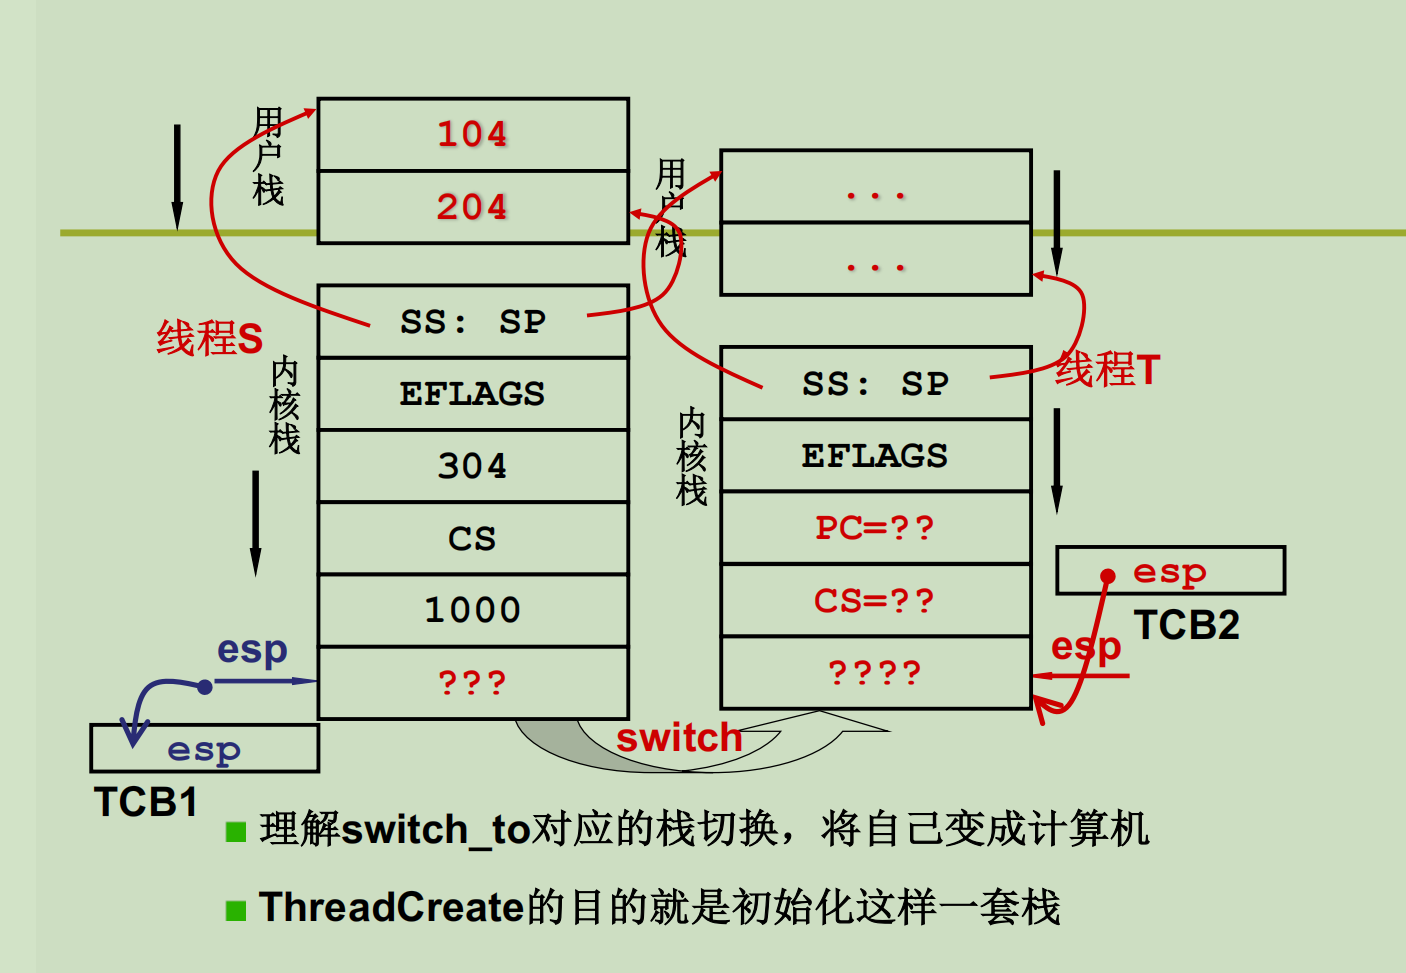 用户栈
104
204
线程S
内核栈
SS: SP
EFLAGS
304
CS
1000
???
esp
esp
TCB1
用户栈
...
...
线程T
内核栈
SS: SP
EFLAGS
PC=??
CS=??
????
esp
TCB2
esp
switch
理解switch_to对应的栈切换，将自己变成计算机
ThreadCreate的目的就是初始化这样一套栈